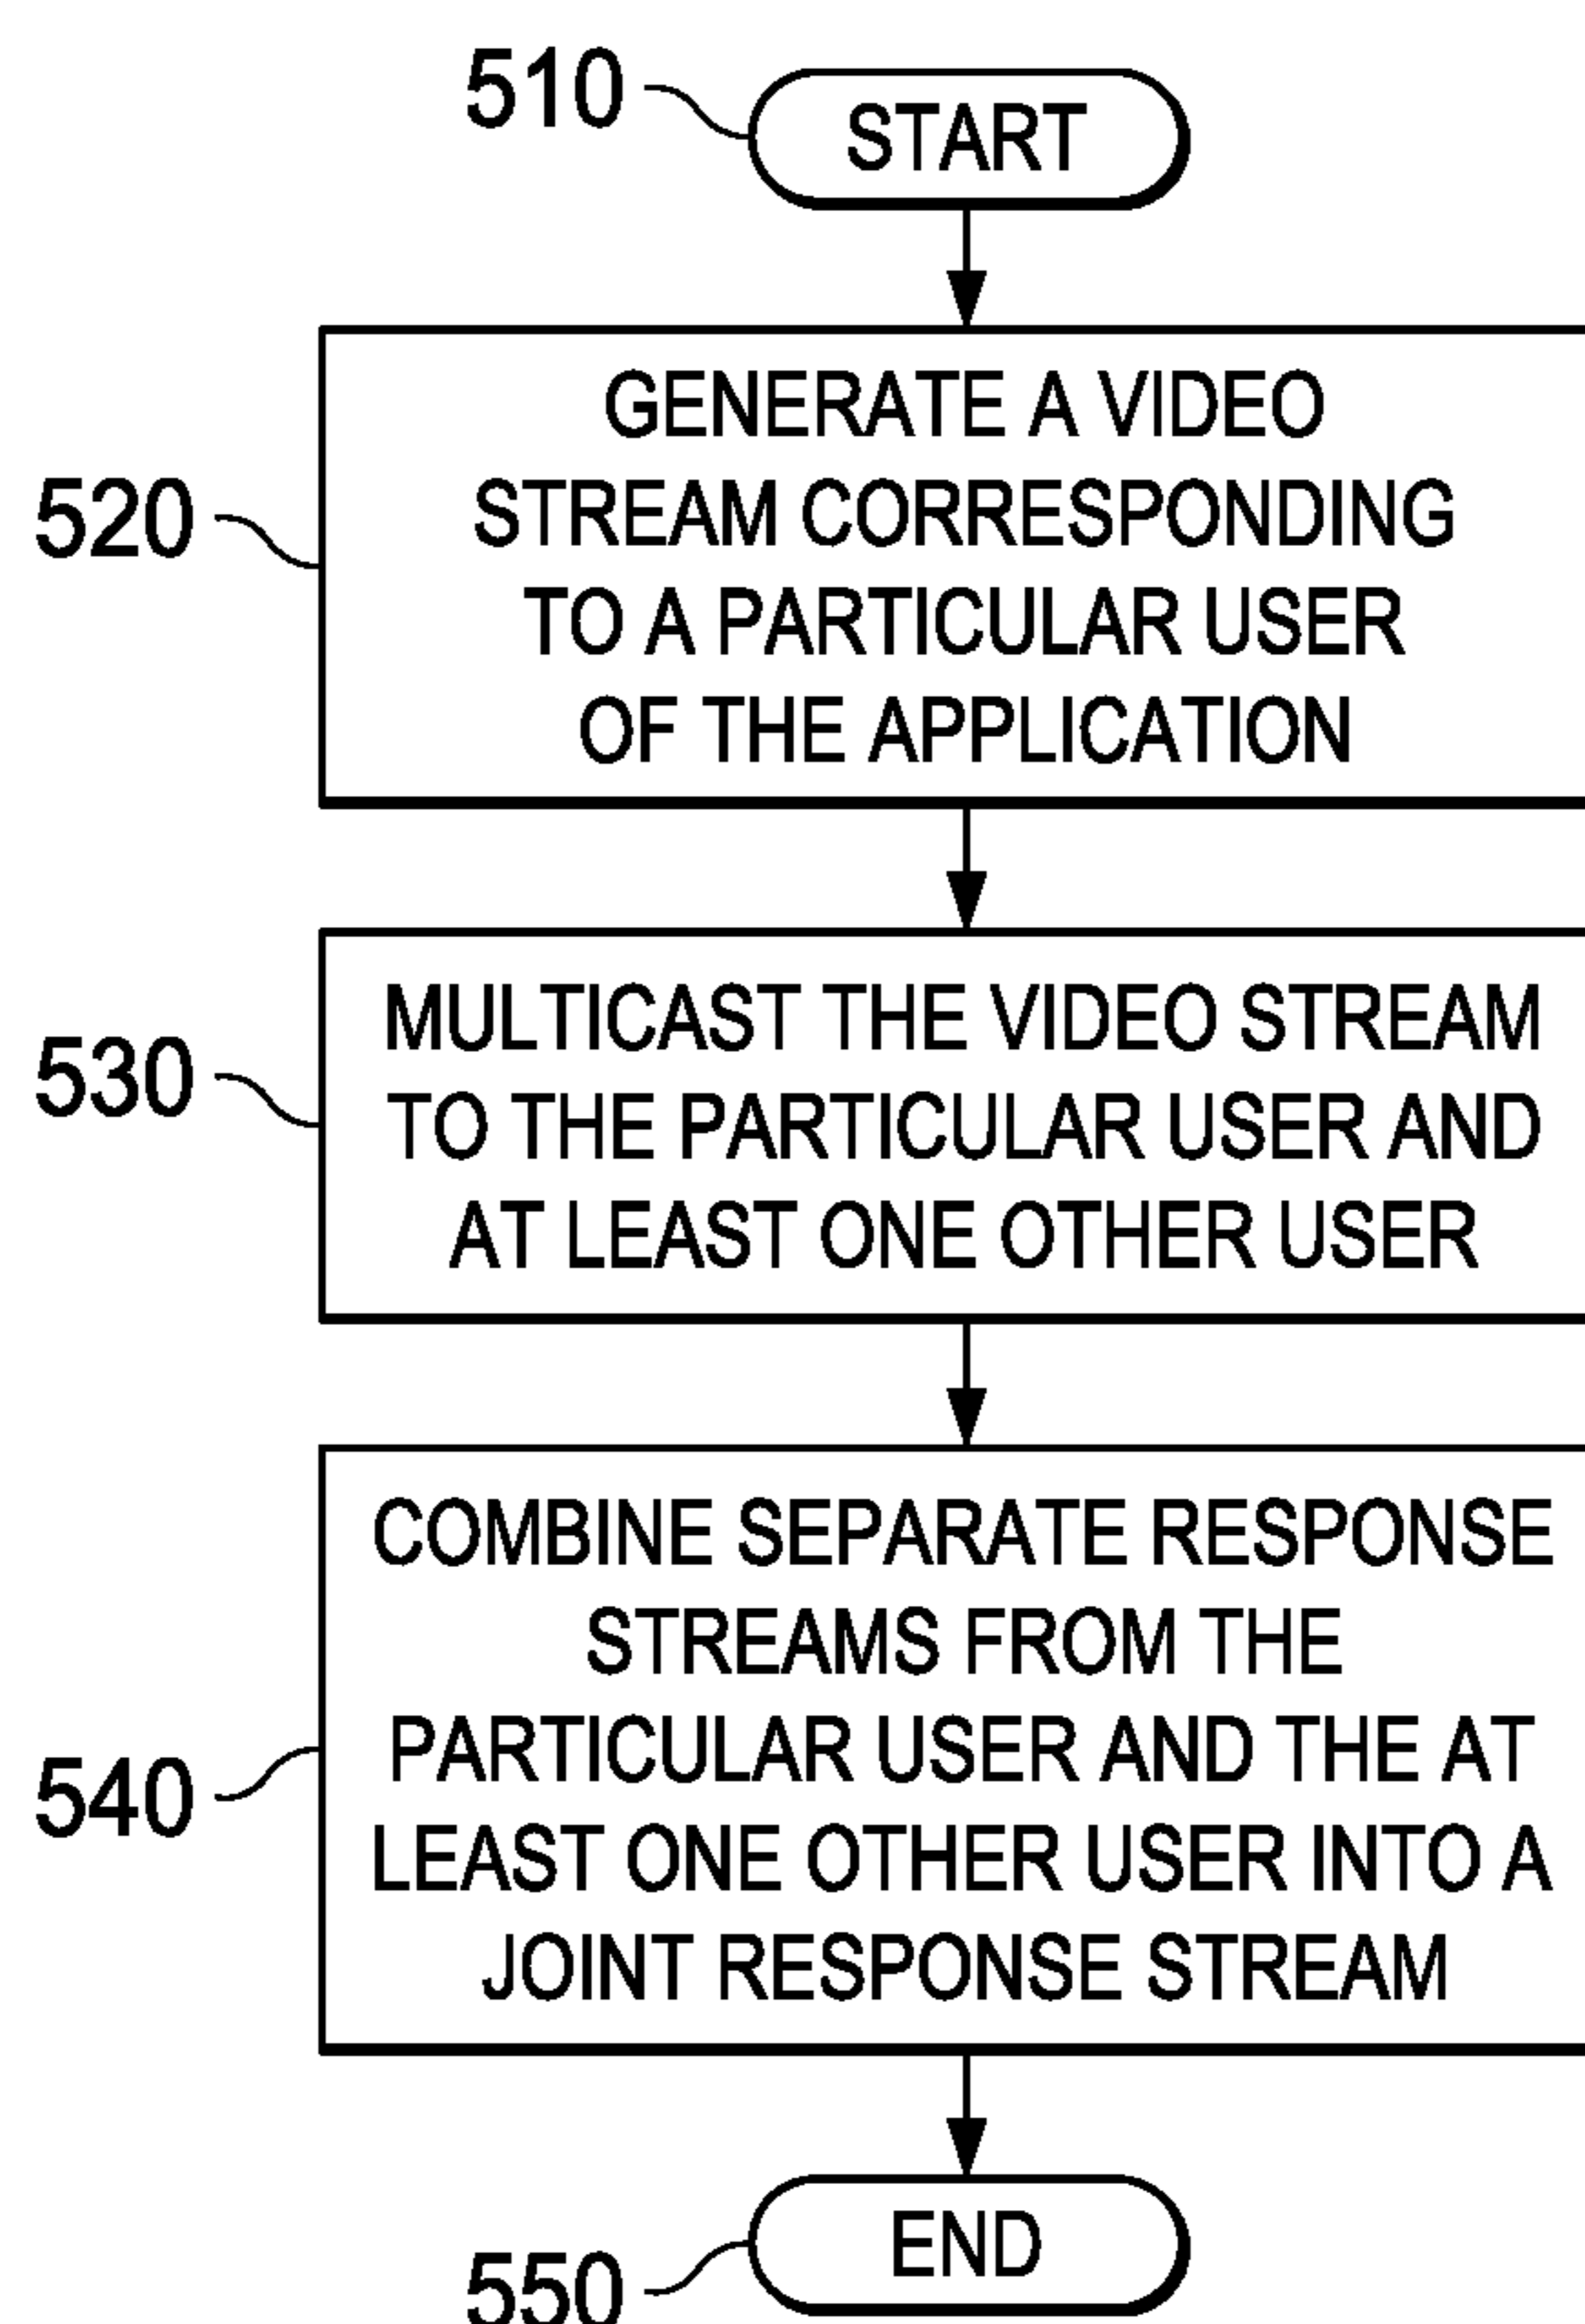 510
START
520
GENERATE A VIDEO
STREAM CORRESPONDING
TO A PARTICULAR USER
OF THE APPLICATION
530
MULTICAST THE VIDEO STREAM
TO THE PARTICULAR USER AND
AT LEAST ONE OTHER USER
540
COMBINE SEPARATE RESPONSE
STREAMS FROM THE
PARTICULAR USER AND THE AT
LEAST ONE OTHER USER INTO A
JOINT RESPONSE STREAM
550
END